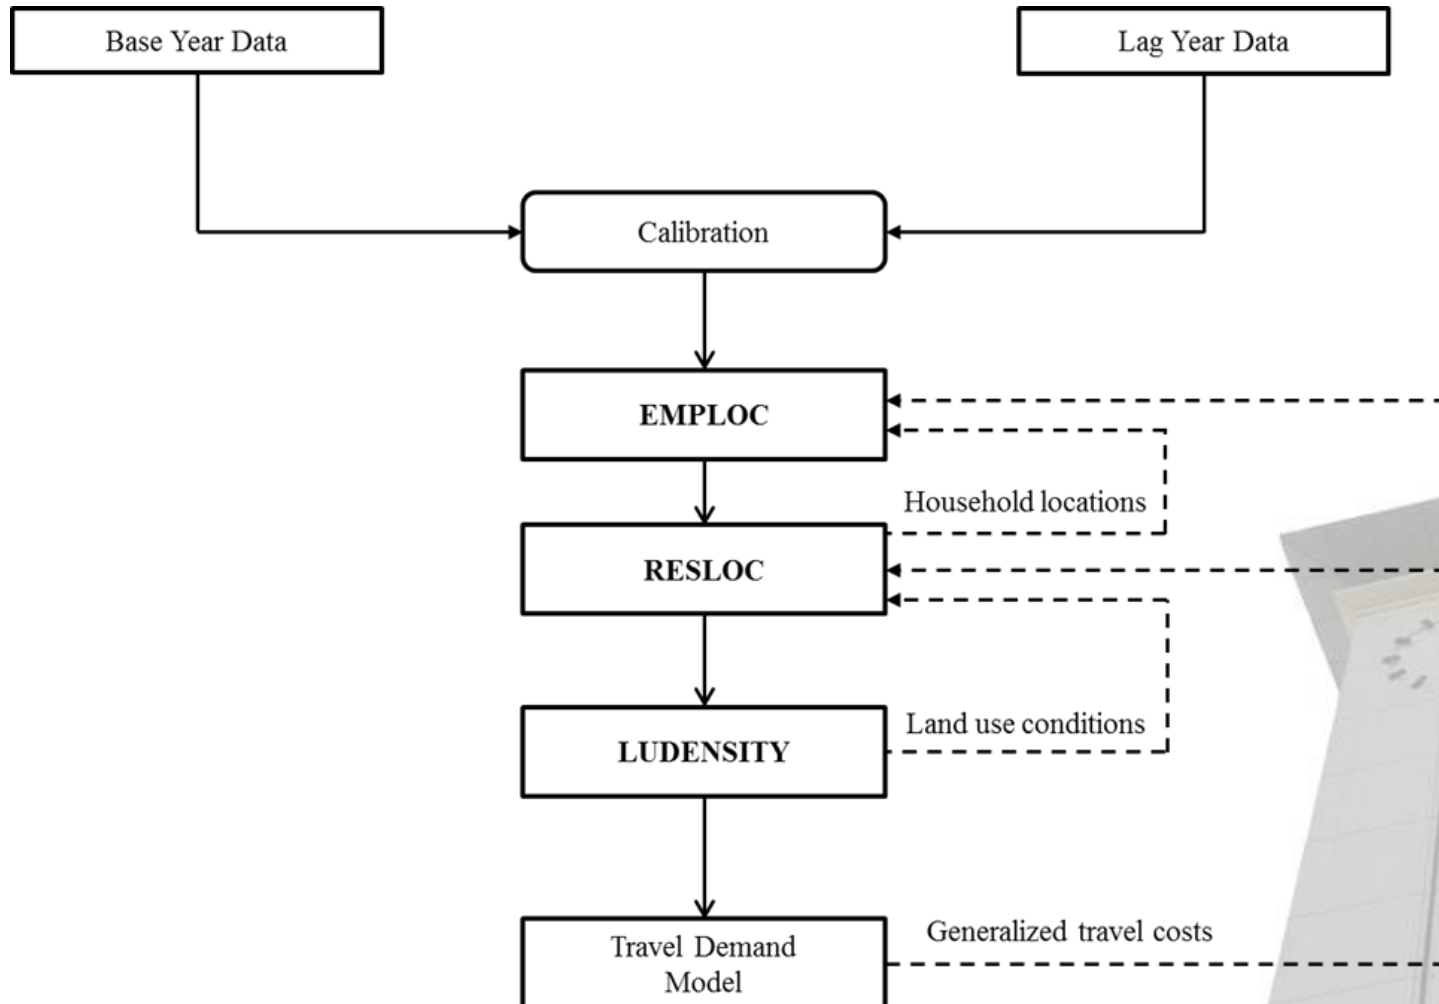 Base Year Data
Lag Year Data
Calibration
EMPLOC
Household locations
RESLOC
Land use conditions
LUDENSITY
Generalized travel costs
Travel Demand
Model